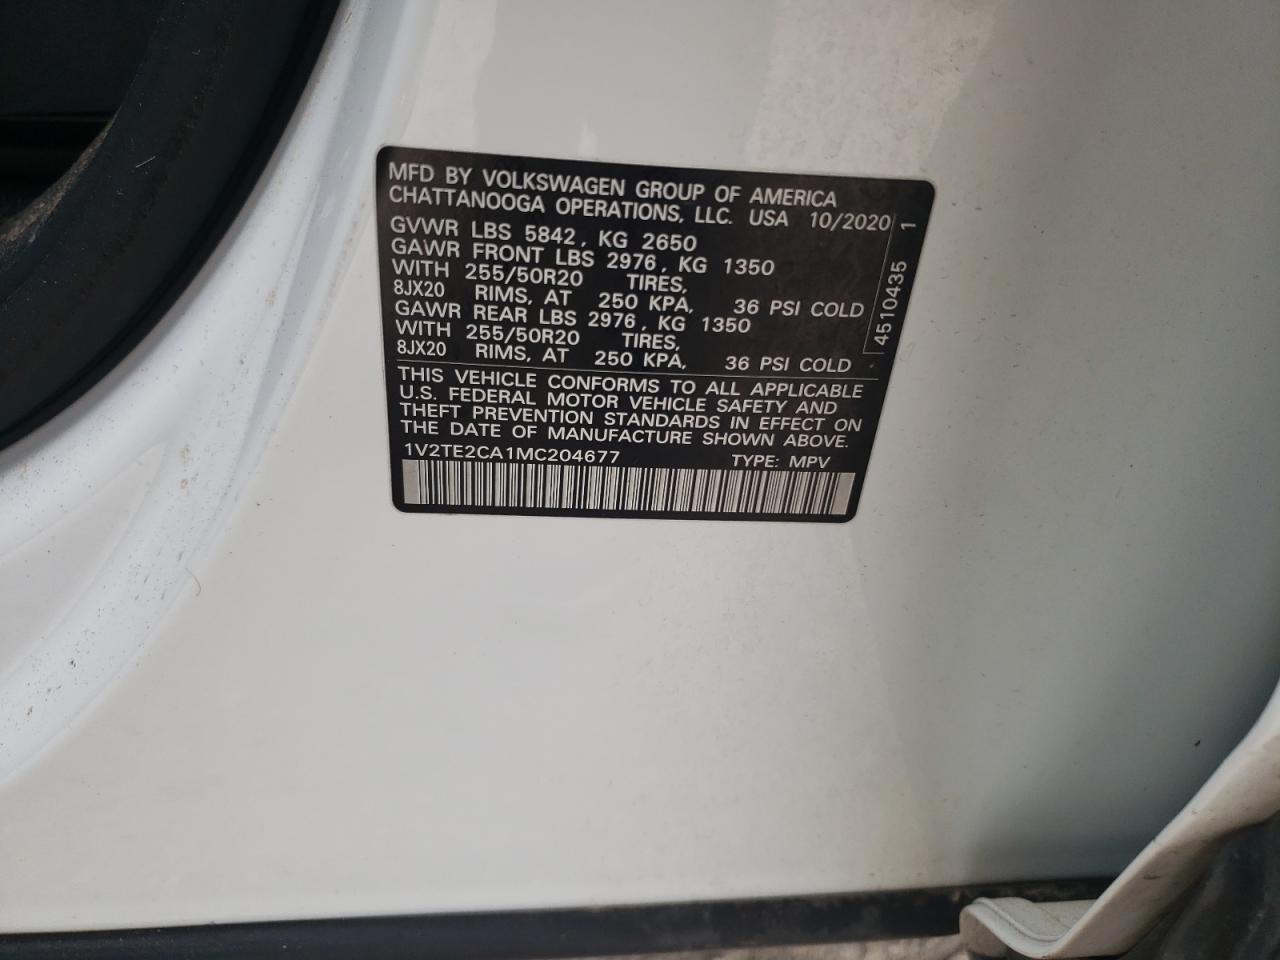 MFD BY VOLKSWAGEN GROUP OF AMERICA
CHATTANOOGA OPERATIONS, LLC. USA 10/2020
GVWR LBS 5842, KG 2650
GAWR FRONT LBS 2976, KG 1350
WITH 255/50R20 TIRES,
8JX20 RIMS, AT 250 KPA, 36 PSI COLD
GAWR REAR LBS 2976, KG 1350
WITH 255/50R20 TIRES,
8JX20 RIMS, AT 250 KPA, 36 PSI COLD
4510435 1
THIS VEHICLE CONFORMS TO ALL APPLICABLE
U.S. FEDERAL MOTOR VEHICLE SAFETY AND
THEFT PREVENTION STANDARDS IN EFFECT ON
THE DATE OF MANUFACTURE SHOWN ABOVE.
1V2TE2CA1MC204677 TYPE: MPV